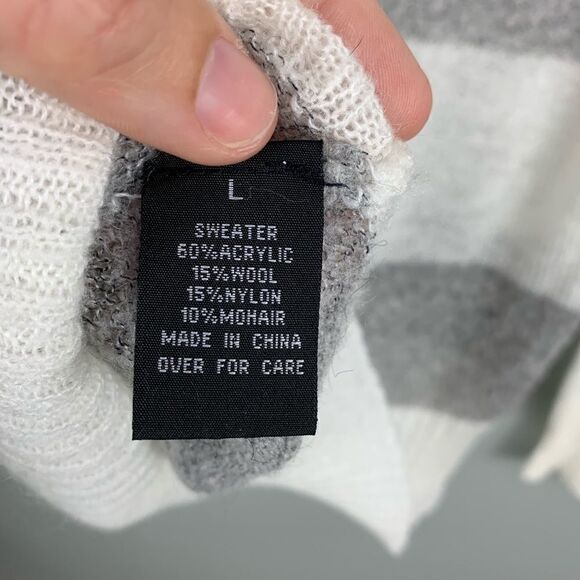 L
SWEATER
60%ACRYLIC
15%WOOL
15%NYLON
10%MOHAIR
MADE IN CHINA
OVER FOR CARE